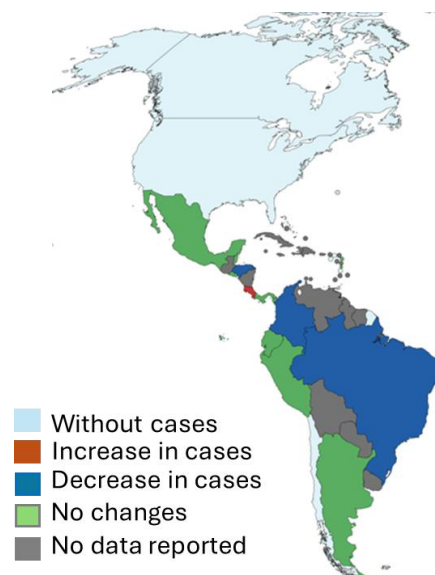 Without cases
Increase in cases
Decrease in cases
No changes
No data reported